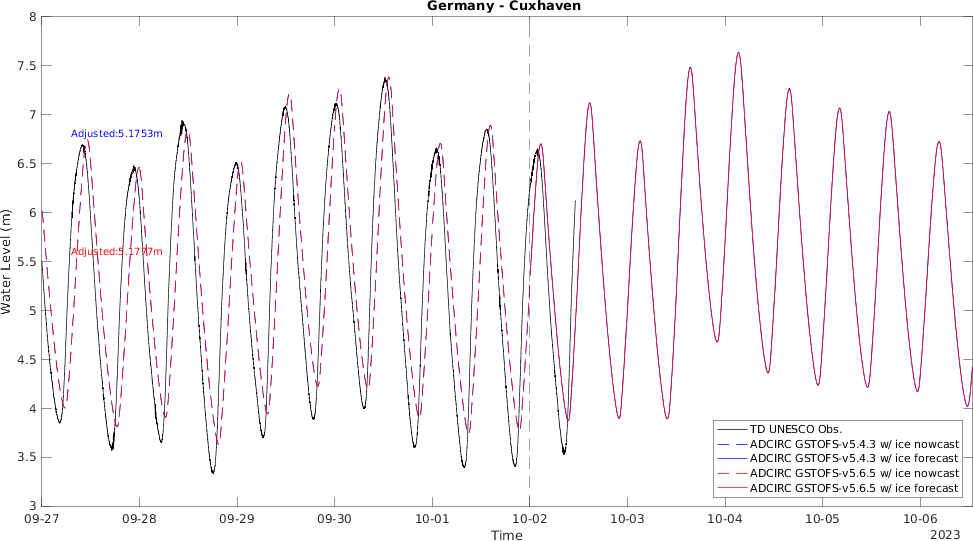 Germany - Cuxhaven
8
7.5
7
6.5
6
5.5
5
4.5
4
3.5
3
Water Level (m)
Adjusted:5.1753m
Adjusted:5.1777m
TD UNESCO Obs.
ADCIRC GSTOFS-v5.4.3 w/ ice nowcast
ADCIRC GSTOFS-v5.4.3 w/ ice forecast
ADCIRC GSTOFS-v5.6.5 w/ ice nowcast
ADCIRC GSTOFS-v5.6.5 w/ ice forecast
09-27 09-28 09-29 09-30 10-01 10-02 10-03 10-04 10-05 10-06
Time
2023